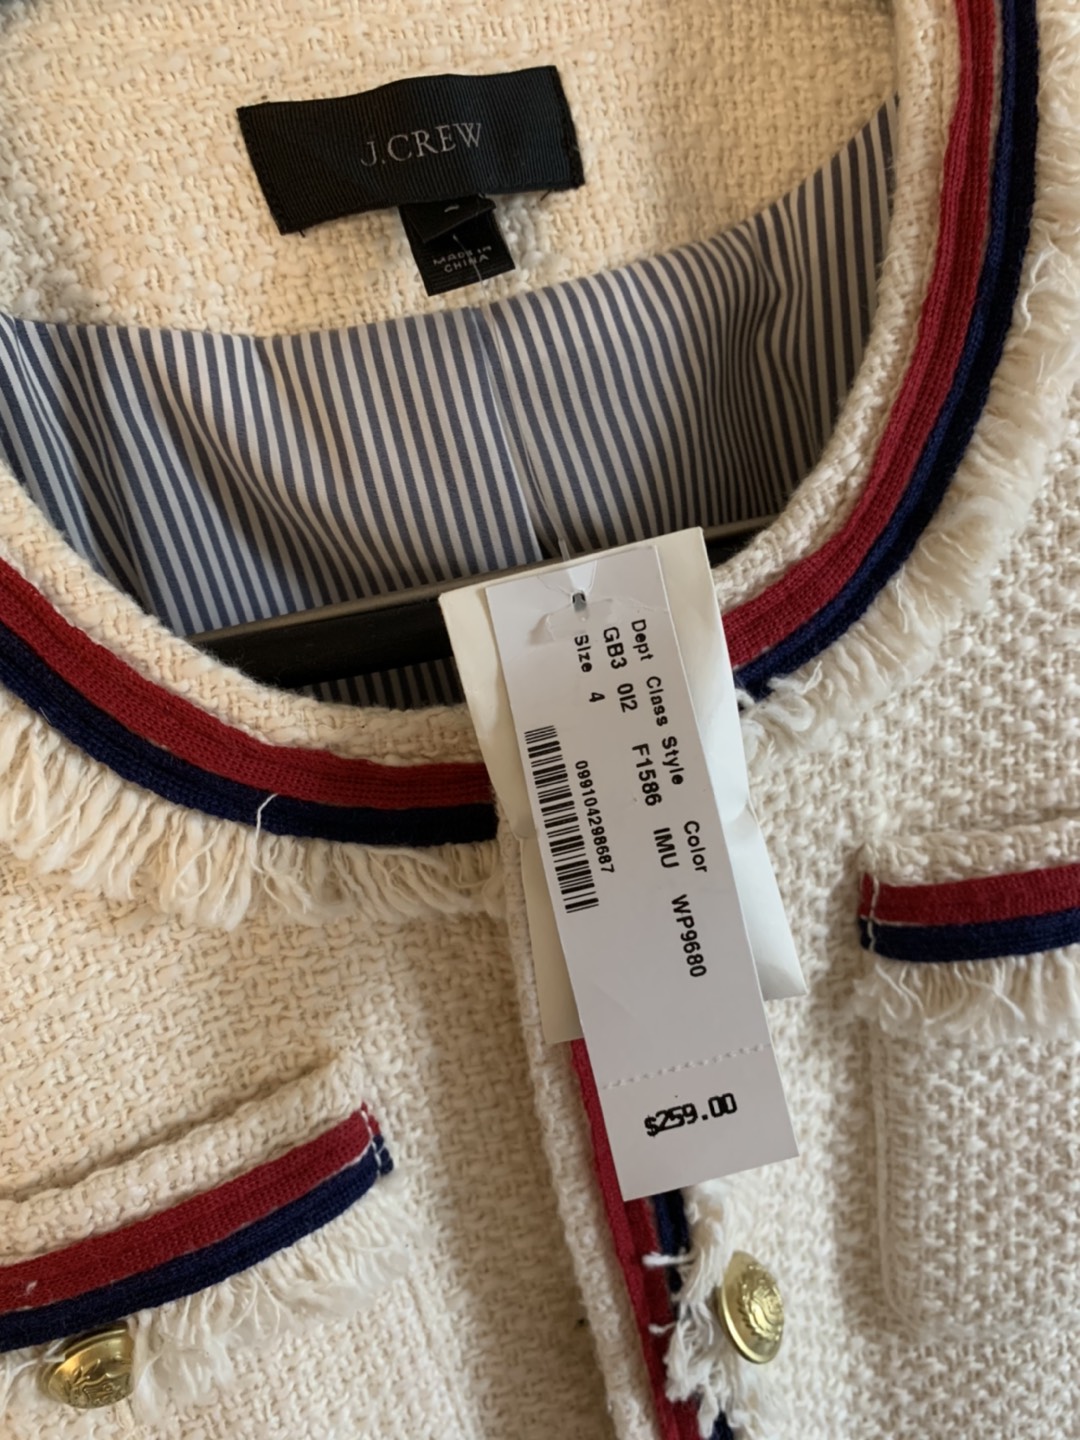 J.CREW
MADE IN
CHINA
Dept Class Style Color
GB3 012 F1586 IMU WP9680
Size 4
099104298687
$259.00